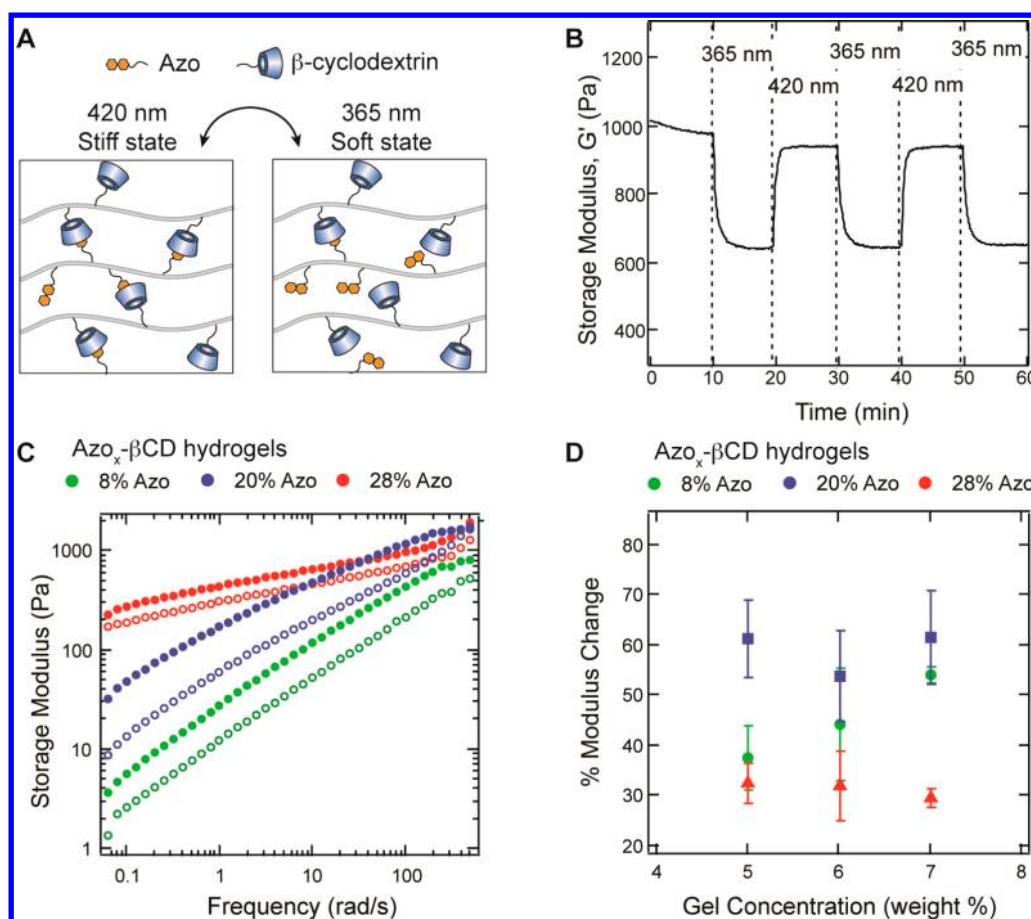 A
Azo β-cyclodextrin
420 nm 365 nm
Stiff state Soft state
B
1200
1000
800
600
400
Storage Modulus, G' (Pa)
365 nm 365 nm 365 nm
420 nm 420 nm
0 10 20 30 40 50 60
Time (min)
C
Azoₓ-βCD hydrogels
8% Azo 20% Azo 28% Azo
1000
100
10
1
Storage Modulus (Pa)
0.1 1 10 100
Frequency (rad/s)
D
Azoₓ-βCD hydrogels
8% Azo 20% Azo 28% Azo
80
70
60
50
40
30
20
% Modulus Change
4 5 6 7 8
Gel Concentration (weight %)